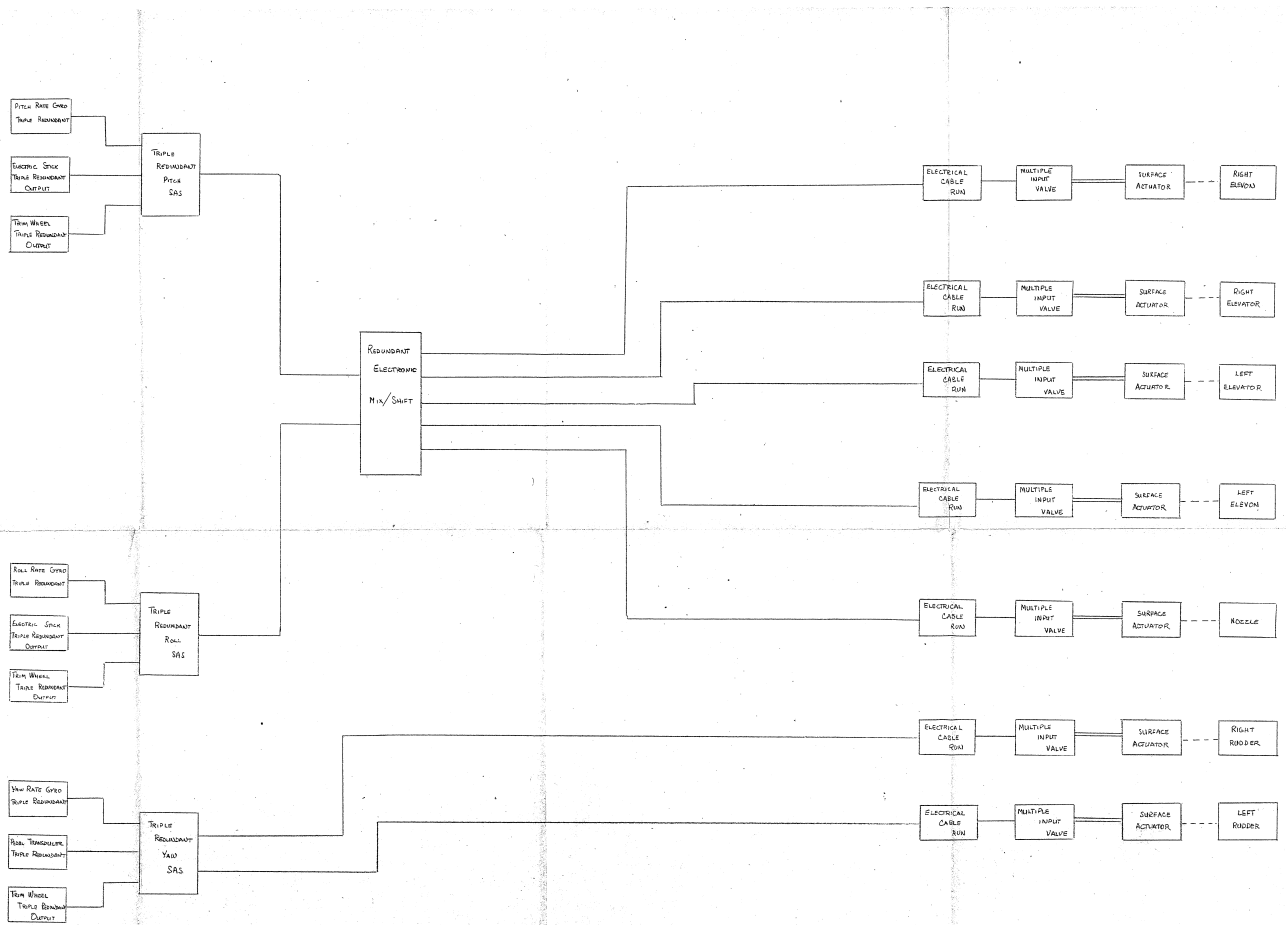 PITCH RATE GYRO
TRIPLE REDUNDANT
ELECTRIC STICK
TRIPLE REDUNDANT
OUTPUT
TRIM WHEEL
TRIPLE REDUNDANT
OUTPUT
TRIPLE
REDUNDANT
PITCH
SAS
REDUNDANT
ELECTRONIC
MIX/SHIFT
ELECTRICAL
CABLE
RUN
MULTIPLE
INPUT
VALVE
SURFACE
ACTUATOR
RIGHT
ELEVON
ELECTRICAL
CABLE
RUN
MULTIPLE
INPUT
VALVE
SURFACE
ACTUATOR
RIGHT
ELEVATOR
ELECTRICAL
CABLE
RUN
MULTIPLE
INPUT
VALVE
SURFACE
ACTUATOR
LEFT
ELEVATOR
ELECTRICAL
CABLE
RUN
MULTIPLE
INPUT
VALVE
SURFACE
ACTUATOR
LEFT
ELEVON
ROLL RATE GYRO
TRIPLE REDUNDANT
ELECTRIC STICK
TRIPLE REDUNDANT
OUTPUT
TRIM WHEEL
TRIPLE REDUNDANT
OUTPUT
TRIPLE
REDUNDANT
ROLL
SAS
ELECTRICAL
CABLE
RUN
MULTIPLE
INPUT
VALVE
SURFACE
ACTUATOR
NOZZLE
YAW RATE GYRO
TRIPLE REDUNDANT
PEDAL TRANSDUCER
TRIPLE REDUNDANT
TRIM WHEEL
TRIPLE REDUNDANT
OUTPUT
TRIPLE
REDUNDANT
YAW
SAS
ELECTRICAL
CABLE
RUN
MULTIPLE
INPUT
VALVE
SURFACE
ACTUATOR
RIGHT
RUDDER
ELECTRICAL
CABLE
RUN
MULTIPLE
INPUT
VALVE
SURFACE
ACTUATOR
LEFT
RUDDER